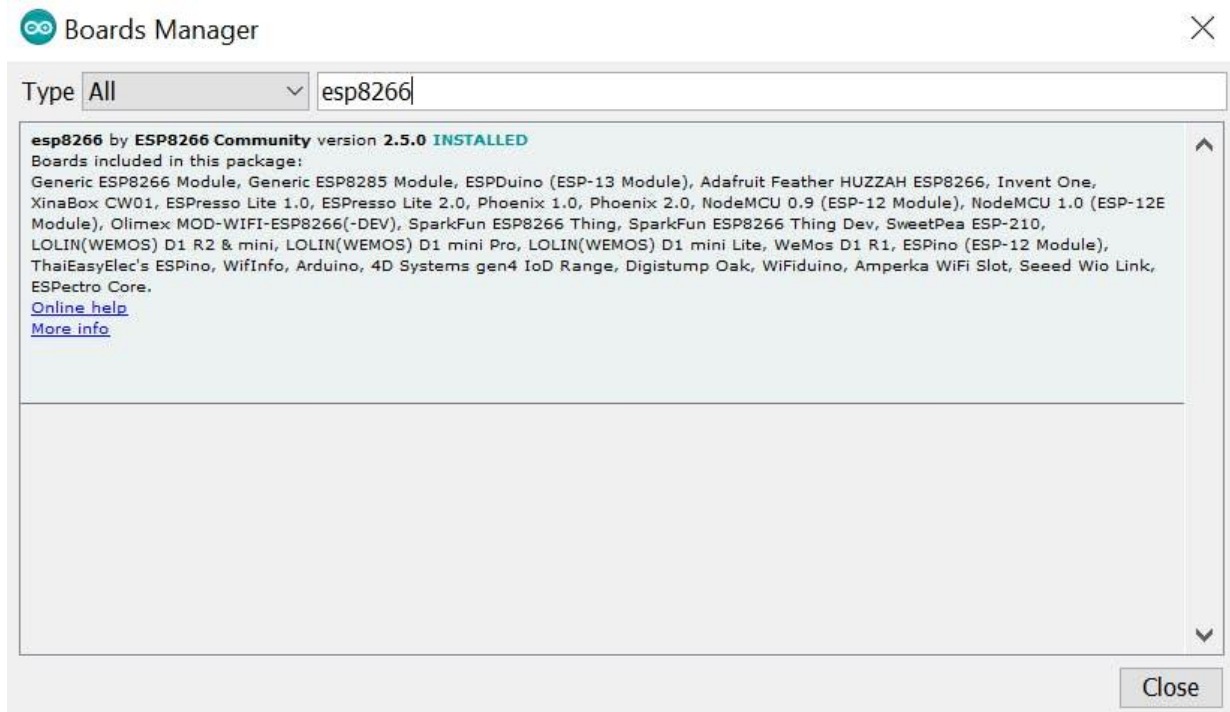 Boards Manager
Type All esp8266
esp8266 by ESP8266 Community version 2.5.0 INSTALLED
Boards included in this package:
Generic ESP8266 Module, Generic ESP8285 Module, ESPDuino (ESP-13 Module), Adafruit Feather HUZZAH ESP8266, Invent One,
XinaBox CW01, ESPresso Lite 1.0, ESPresso Lite 2.0, Phoenix 1.0, Phoenix 2.0, NodeMCU 0.9 (ESP-12 Module), NodeMCU 1.0 (ESP-12E
Module), Olimex MOD-WIFI-ESP8266(-DEV), SparkFun ESP8266 Thing, SparkFun ESP8266 Thing Dev, SweetPea ESP-210,
LOLIN(WEMOS) D1 R2 & mini, LOLIN(WEMOS) D1 mini Pro, LOLIN(WEMOS) D1 mini Lite, WeMos D1 R1, ESPino (ESP-12 Module),
ThaiEasyElec's ESPino, WifInfo, Arduino, 4D Systems gen4 IoD Range, Digistump Oak, WiFiduino, Amperka WiFi Slot, Seeed Wio Link,
ESPectro Core.
Online help
More info
Close